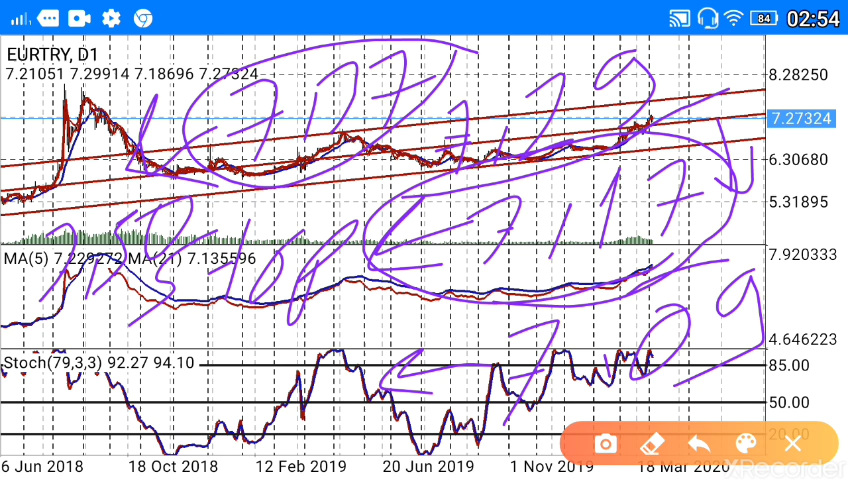 84 02:54
EURTRY, D1
7.21051 7.29914 7.18696 7.27324
8.28250
7.27324
6.30680
5.31895
MA(5) 7.229272 MA(21) 7.135596
7.920333
4.646223
Stoch(79,3,3) 92.27 94.10
85.00
50.00
20.00
6 Jun 2018 18 Oct 2018 12 Feb 2019 20 Jun 2019 1 Nov 2019 18 Mar 2020
XRecorder